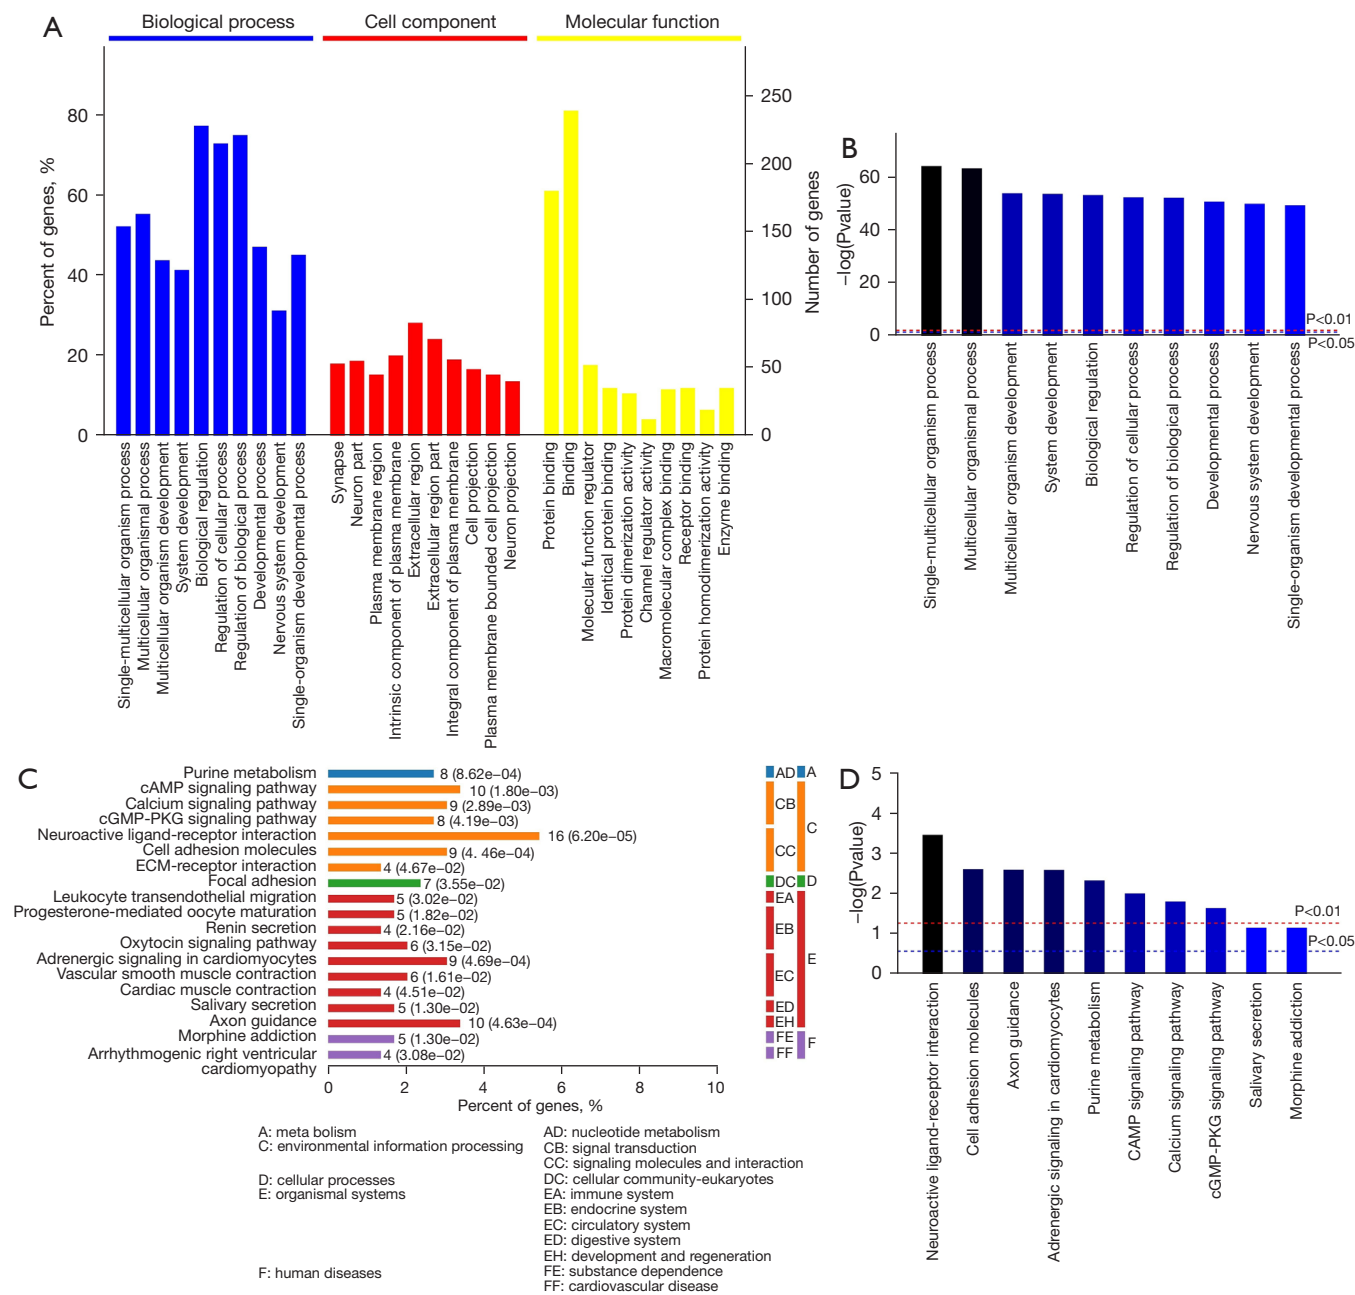 A
Biological process
Cell component
Molecular function
Percent of genes, %
80
60
40
20
0
Number of genes
250
200
150
100
50
0
Single-multicellular organism process
Multicellular organismal process
Multicellular organism development
System development
Biological regulation
Regulation of cellular process
Regulation of biological process
Developmental process
Nervous system development
Single-organism developmental process
Synapse
Neuron part
Plasma membrane region
Intrinsic component of plasma membrane
Extracellular region
Extracellular region part
Integral component of plasma membrane
Cell projection
Plasma membrane bounded cell projection
Neuron projection
Protein binding
Binding
Molecular function regulator
Identical protein binding
Protein dimerization activity
Channel regulator activity
Macromolecular complex binding
Receptor binding
Protein homodimerization activity
Enzyme binding
B
−log(Pvalue)
60
40
20
0
P<0.01
P<0.05
Single-multicellular organism process
Multicellular organismal process
Multicellular organism development
System development
Biological regulation
Regulation of cellular process
Regulation of biological process
Developmental process
Nervous system development
Single-organism developmental process
C
Purine metabolism 8 (8.62e−04)
cAMP signaling pathway 10 (1.80e−03)
Calcium signaling pathway 9 (2.89e−03)
cGMP-PKG signaling pathway 8 (4.19e−03)
Neuroactive ligand-receptor interaction 16 (6.20e−05)
Cell adhesion molecules 9 (4. 46e−04)
ECM-receptor interaction 4 (4.67e−02)
Focal adhesion 7 (3.55e−02)
Leukocyte transendothelial migration 5 (3.02e−02)
Progesterone-mediated oocyte maturation 5 (1.82e−02)
Renin secretion 4 (2.16e−02)
Oxytocin signaling pathway 6 (3.15e−02)
Adrenergic signaling in cardiomyocytes 9 (4.69e−04)
Vascular smooth muscle contraction 6 (1.61e−02)
Cardiac muscle contraction 4 (4.51e−02)
Salivary secretion 5 (1.30e−02)
Axon guidance 10 (4.63e−04)
Morphine addiction 5 (1.30e−02)
Arrhythmogenic right ventricular 4 (3.08e−02)
cardiomyopathy
AD A
CB
C
CC
DC D
EA
EB
E
EC
ED
EH
FE
F
FF
0 2 4 6 8 10
Percent of genes, %
A: meta bolism
C: environmental information processing
D: cellular processes
E: organismal systems
F: human diseases
AD: nucleotide metabolism
CB: signal transduction
CC: signaling molecules and interaction
DC: cellular community-eukaryotes
EA: immune system
EB: endocrine system
EC: circulatory system
ED: digestive system
EH: development and regeneration
FE: substance dependence
FF: cardiovascular disease
D
−log(Pvalue)
5
4
3
2
1
0
P<0.01
P<0.05
Neuroactive ligand-receptor interaction
Cell adhesion molecules
Axon guidance
Adrenergic signaling in cardiomyocytes
Purine metabolism
CAMP signaling pathway
Calcium signaling pathway
cGMP-PKG signaling pathway
Salivary secretion
Morphine addiction